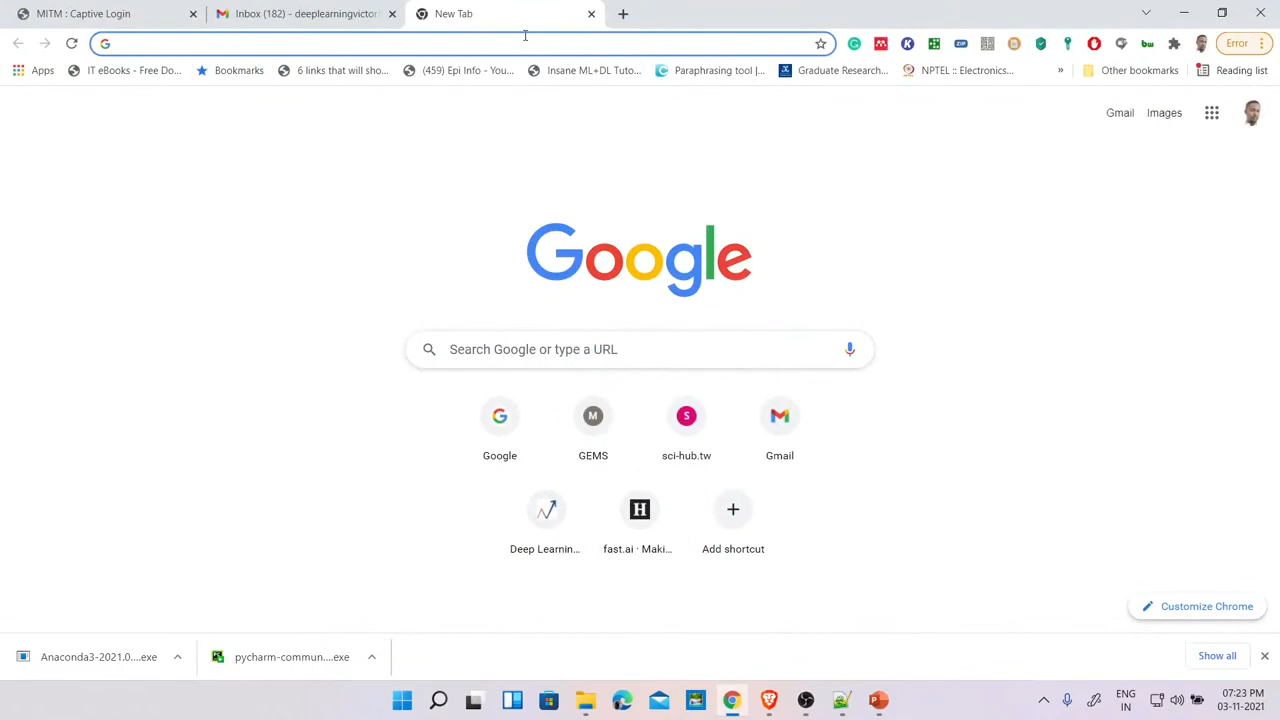 MITM : Captive Login
Inbox (182) - deeplearningvictor
New Tab
Error
Apps
IT eBooks - Free Do...
Bookmarks
6 links that will sho...
(459) Epi Info - You...
Insane ML+DL Tuto...
Paraphrasing tool |...
Graduate Research...
NPTEL :: Electronics...
»
Other bookmarks
Reading list
Gmail
Images
Google
Search Google or type a URL
M
S
Google
GEMS
sci-hub.tw
Gmail
H
Deep Learnin...
fast.ai · Maki...
Add shortcut
Customize Chrome
Anaconda3-2021.0....exe
pycharm-commun....exe
Show all
ENG
IN
07:23 PM
03-11-2021